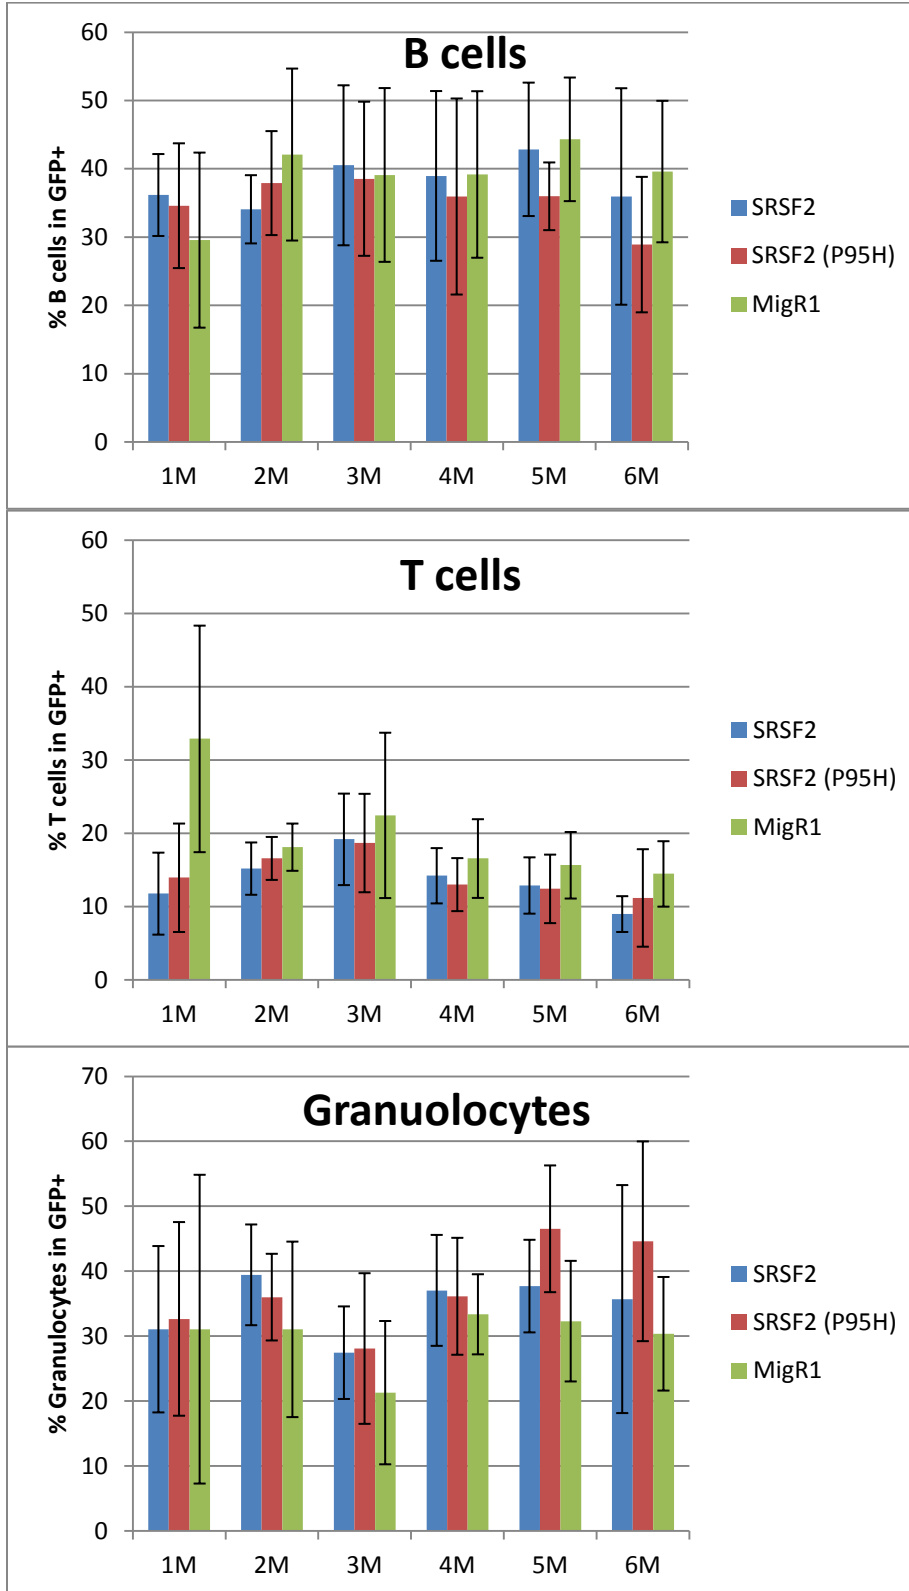 B cells
% B cells in GFP+
60
50
40
30
20
10
0
1M 2M 3M 4M 5M 6M
SRSF2
SRSF2 (P95H)
MigR1
T cells
% T cells in GFP+
60
50
40
30
20
10
0
1M 2M 3M 4M 5M 6M
SRSF2
SRSF2 (P95H)
MigR1
Granuolocytes
% Granulocytes in GFP+
70
60
50
40
30
20
10
0
1M 2M 3M 4M 5M 6M
SRSF2
SRSF2 (P95H)
MigR1